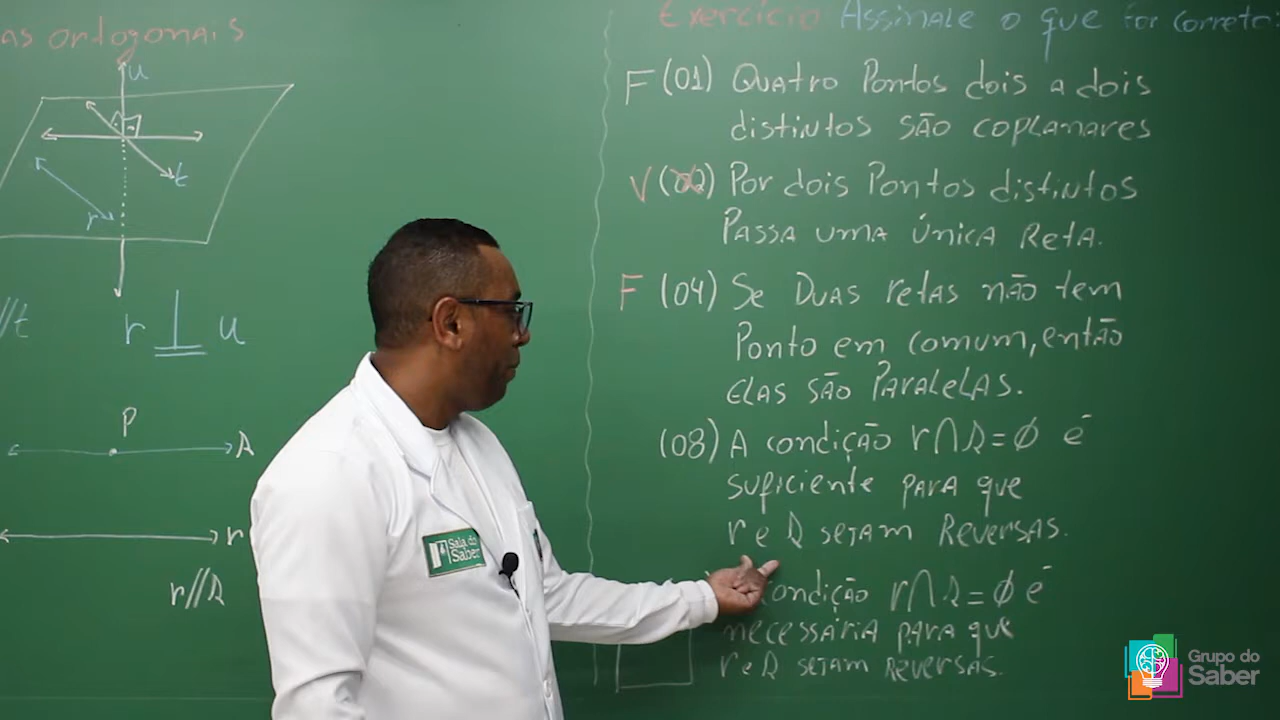 as ortogonais
u
t
r
//t
r ⊥ u
P
s
r
r//s
Exercício Assinale o que for correto:
F (01) Quatro Pontos dois a dois
distintos são coplanares
V (02) Por dois Pontos distintos
Passa uma única Reta.
F (04) Se Duas retas não tem
Ponto em comum, então
Elas são Paralelas.
(08) A condição r∩s=∅ é
suficiente para que
r e s sejam Reversas.
condição r∩s=∅ é
necessária para que
r e s sejam Reversas.
Sala do
Saber
Grupo do
Saber